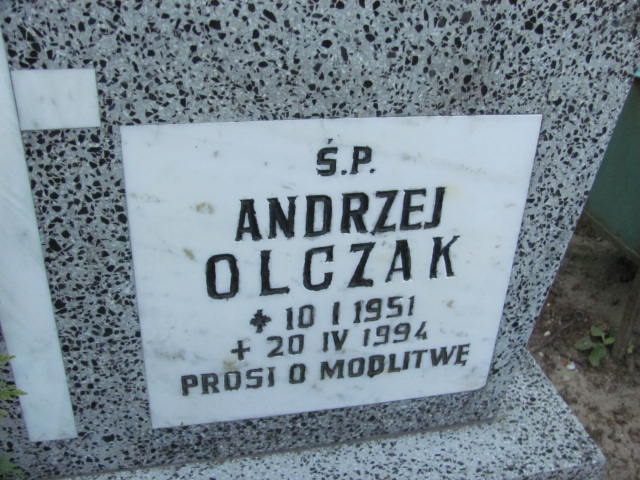 Ś.P.
ANDRZEJ
OLCZAK
* 10 I 1951
+ 20 IV 1994
PROSI O MODLITWĘ